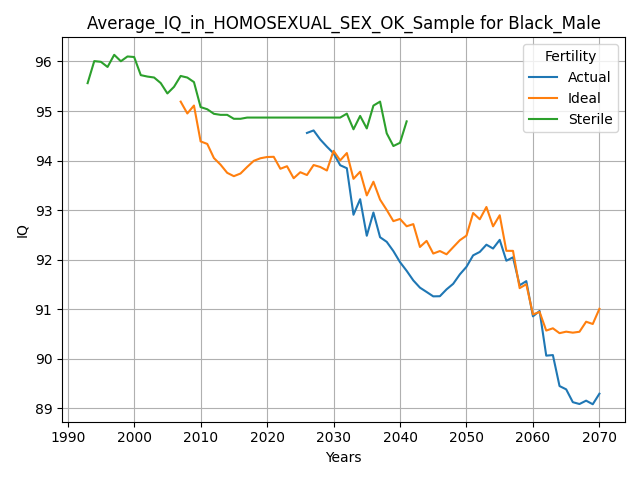 Average_IQ_in_HOMOSEXUAL_SEX_OK_Sample for Black_Male
Fertility
Actual
Ideal
Sterile
IQ
96
95
94
93
92
91
90
89
1990 2000 2010 2020 2030 2040 2050 2060 2070
Years